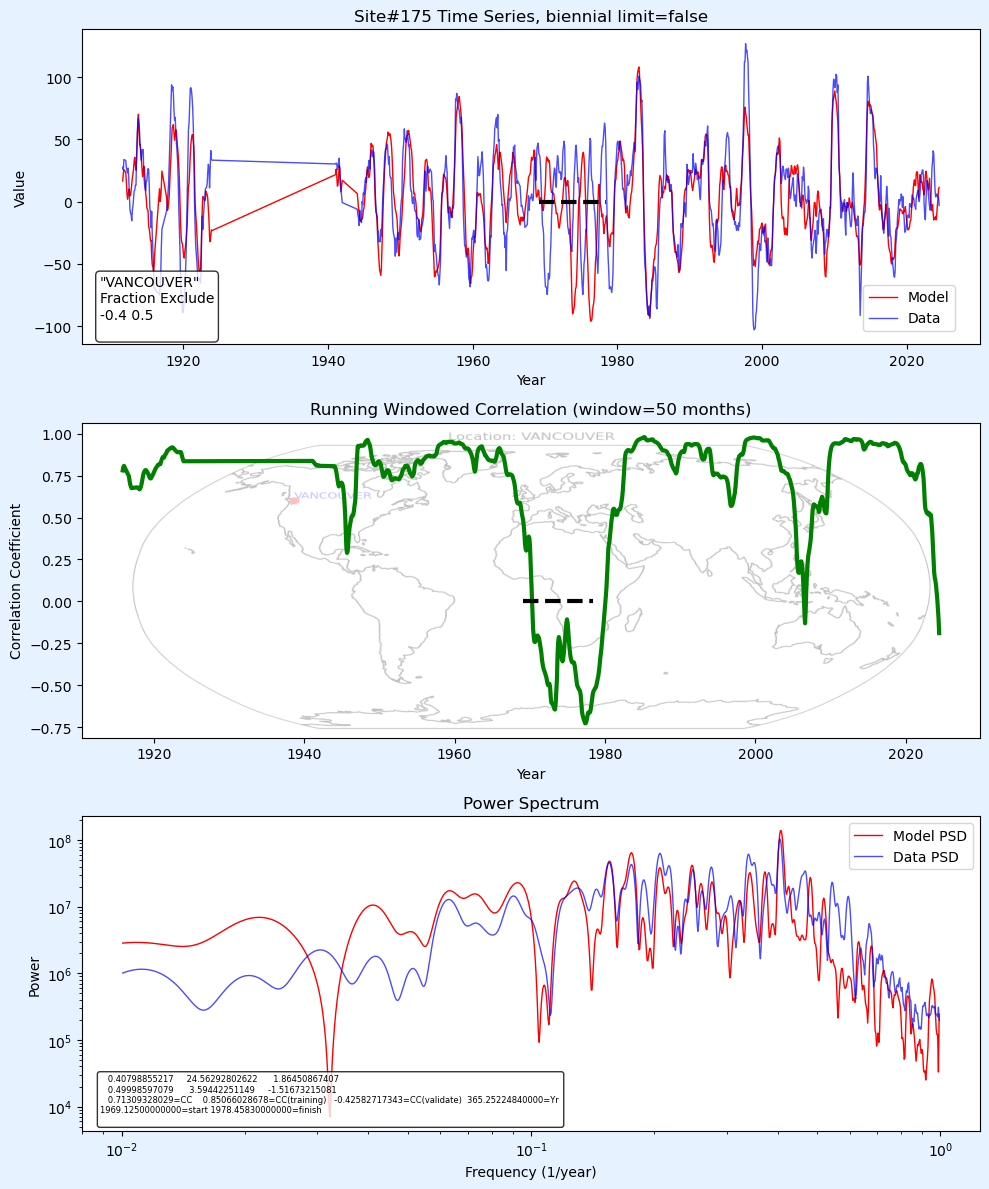 Site#175 Time Series, biennial limit=false
Value
100
50
0
−50
−100
"VANCOUVER"
Fraction Exclude
-0.4 0.5
Model
Data
1920 1940 1960 1980 2000 2020
Year
Running Windowed Correlation (window=50 months)
Location: VANCOUVER
VANCOUVER
Correlation Coefficient
1.00
0.75
0.50
0.25
0.00
−0.25
−0.50
−0.75
1920 1940 1960 1980 2000 2020
Year
Power Spectrum
Model PSD
Data PSD
Power
10⁸
10⁷
10⁶
10⁵
10⁴
0.40798855217 24.56292802622 1.86450867407
0.49998597079 3.59442251149 -1.51673215081
0.71309328029=CC 0.85066028678=CC(training) -0.42582717343=CC(validate) 365.25224840000=Yr
1969.12500000000=start 1978.45830000000=finish
10⁻² 10⁻¹ 10⁰
Frequency (1/year)